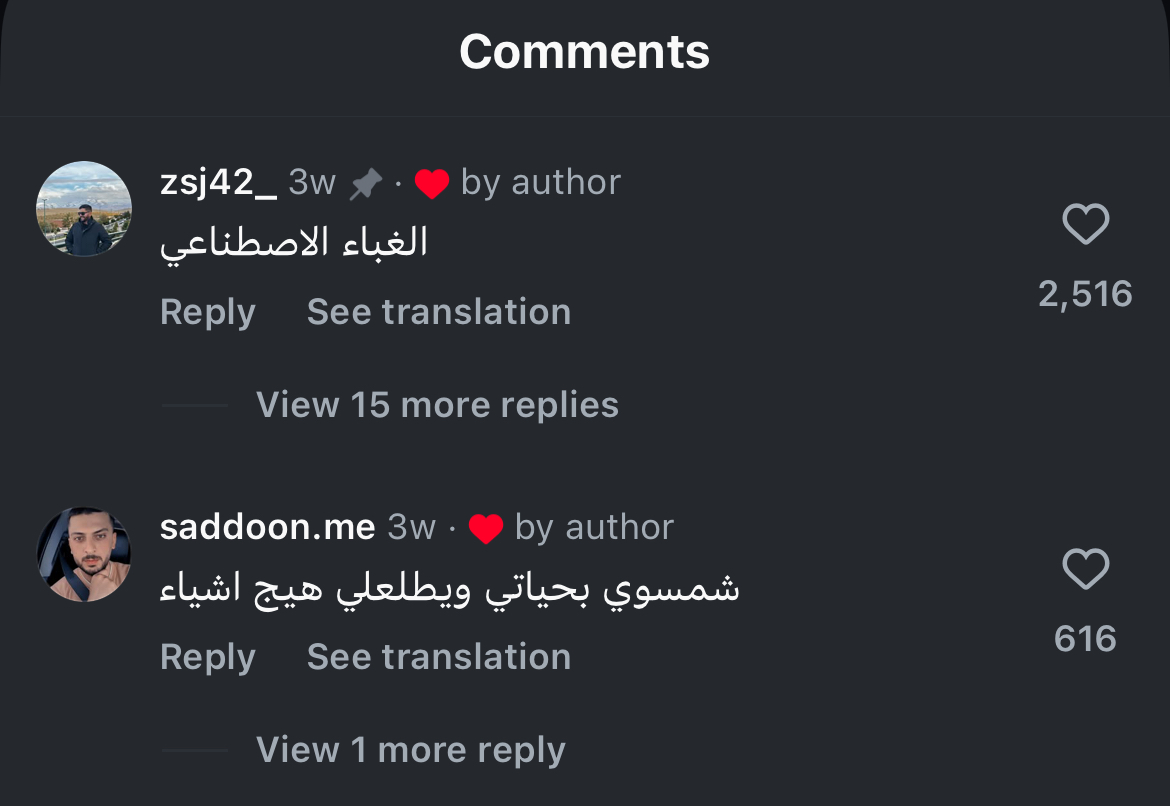 Comments
zsj42_ 3w 📌 · ❤️ by author
الغباء الاصطناعي
2,516
Reply See translation
View 15 more replies
saddoon.me 3w · ❤️ by author
شمسوي بحياتي ويطلعلي هيج اشياء
616
Reply See translation
View 1 more reply